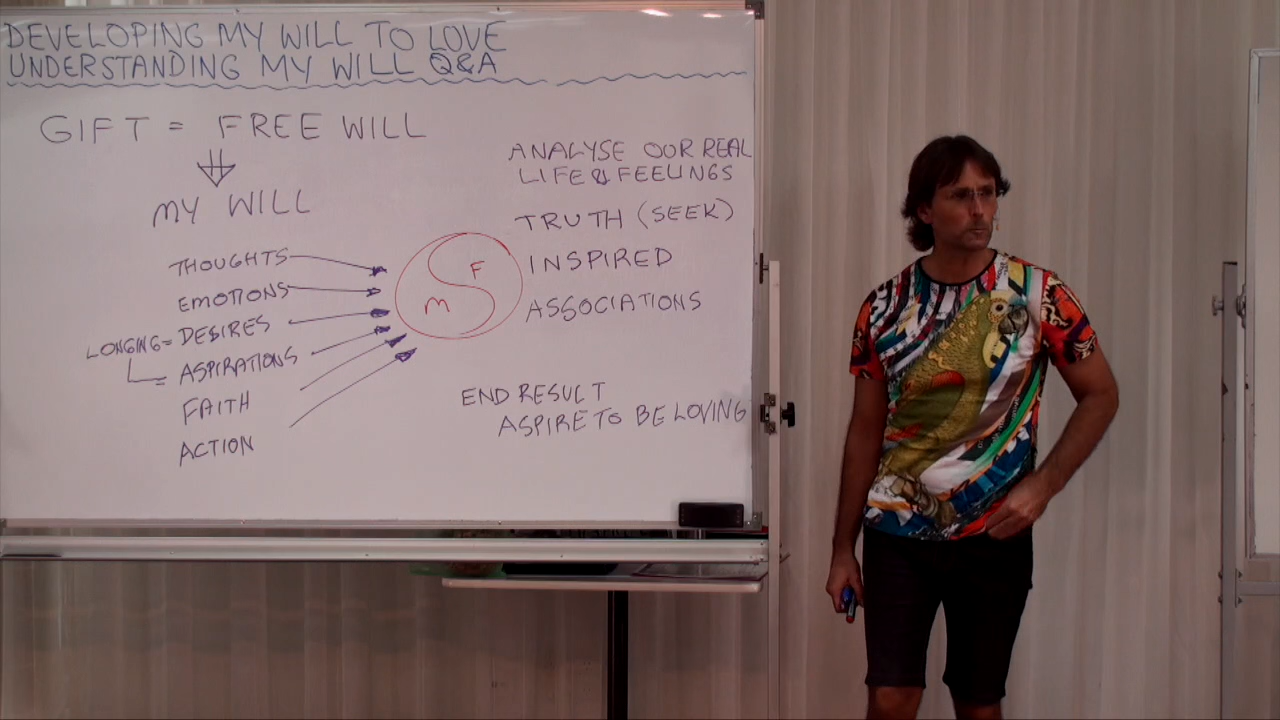 DEVELOPING MY WILL TO LOVE
UNDERSTANDING MY WILL Q&A
GIFT = FREE WILL
MY WILL
THOUGHTS
EMOTIONS
LONGING = DESIRES
= ASPIRATIONS
FAITH
ACTION
F
M
ANALYSE OUR REAL
LIFE & FEELINGS
TRUTH (SEEK)
INSPIRED
ASSOCIATIONS
END RESULT
ASPIRE TO BE LOVING